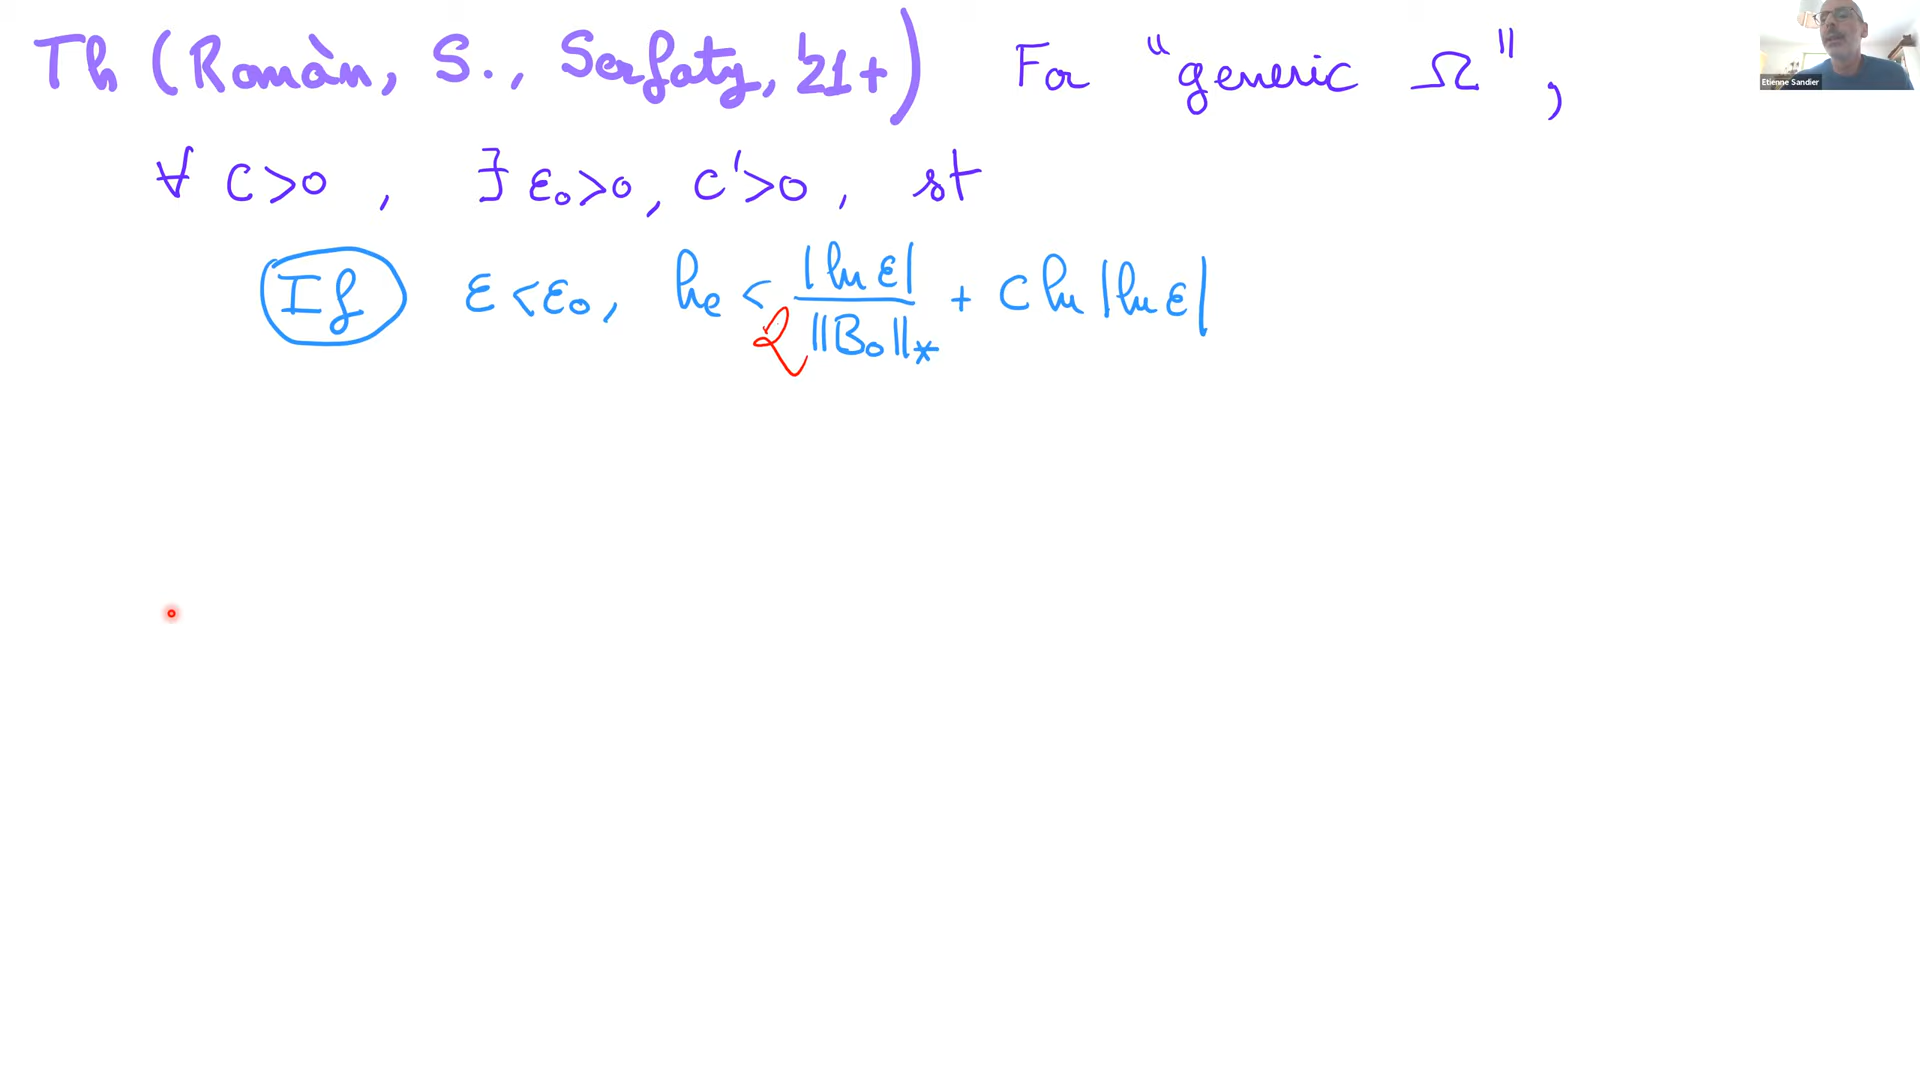 Th (Romàn, S., Serfaty, '21+) For "generic Ω",
∀ C>0, ∃ ε₀>0, C'>0, st
If ε<ε₀, he < |ln ε| / 2||B₀||* + C ln |ln ε|
Etienne Sandier